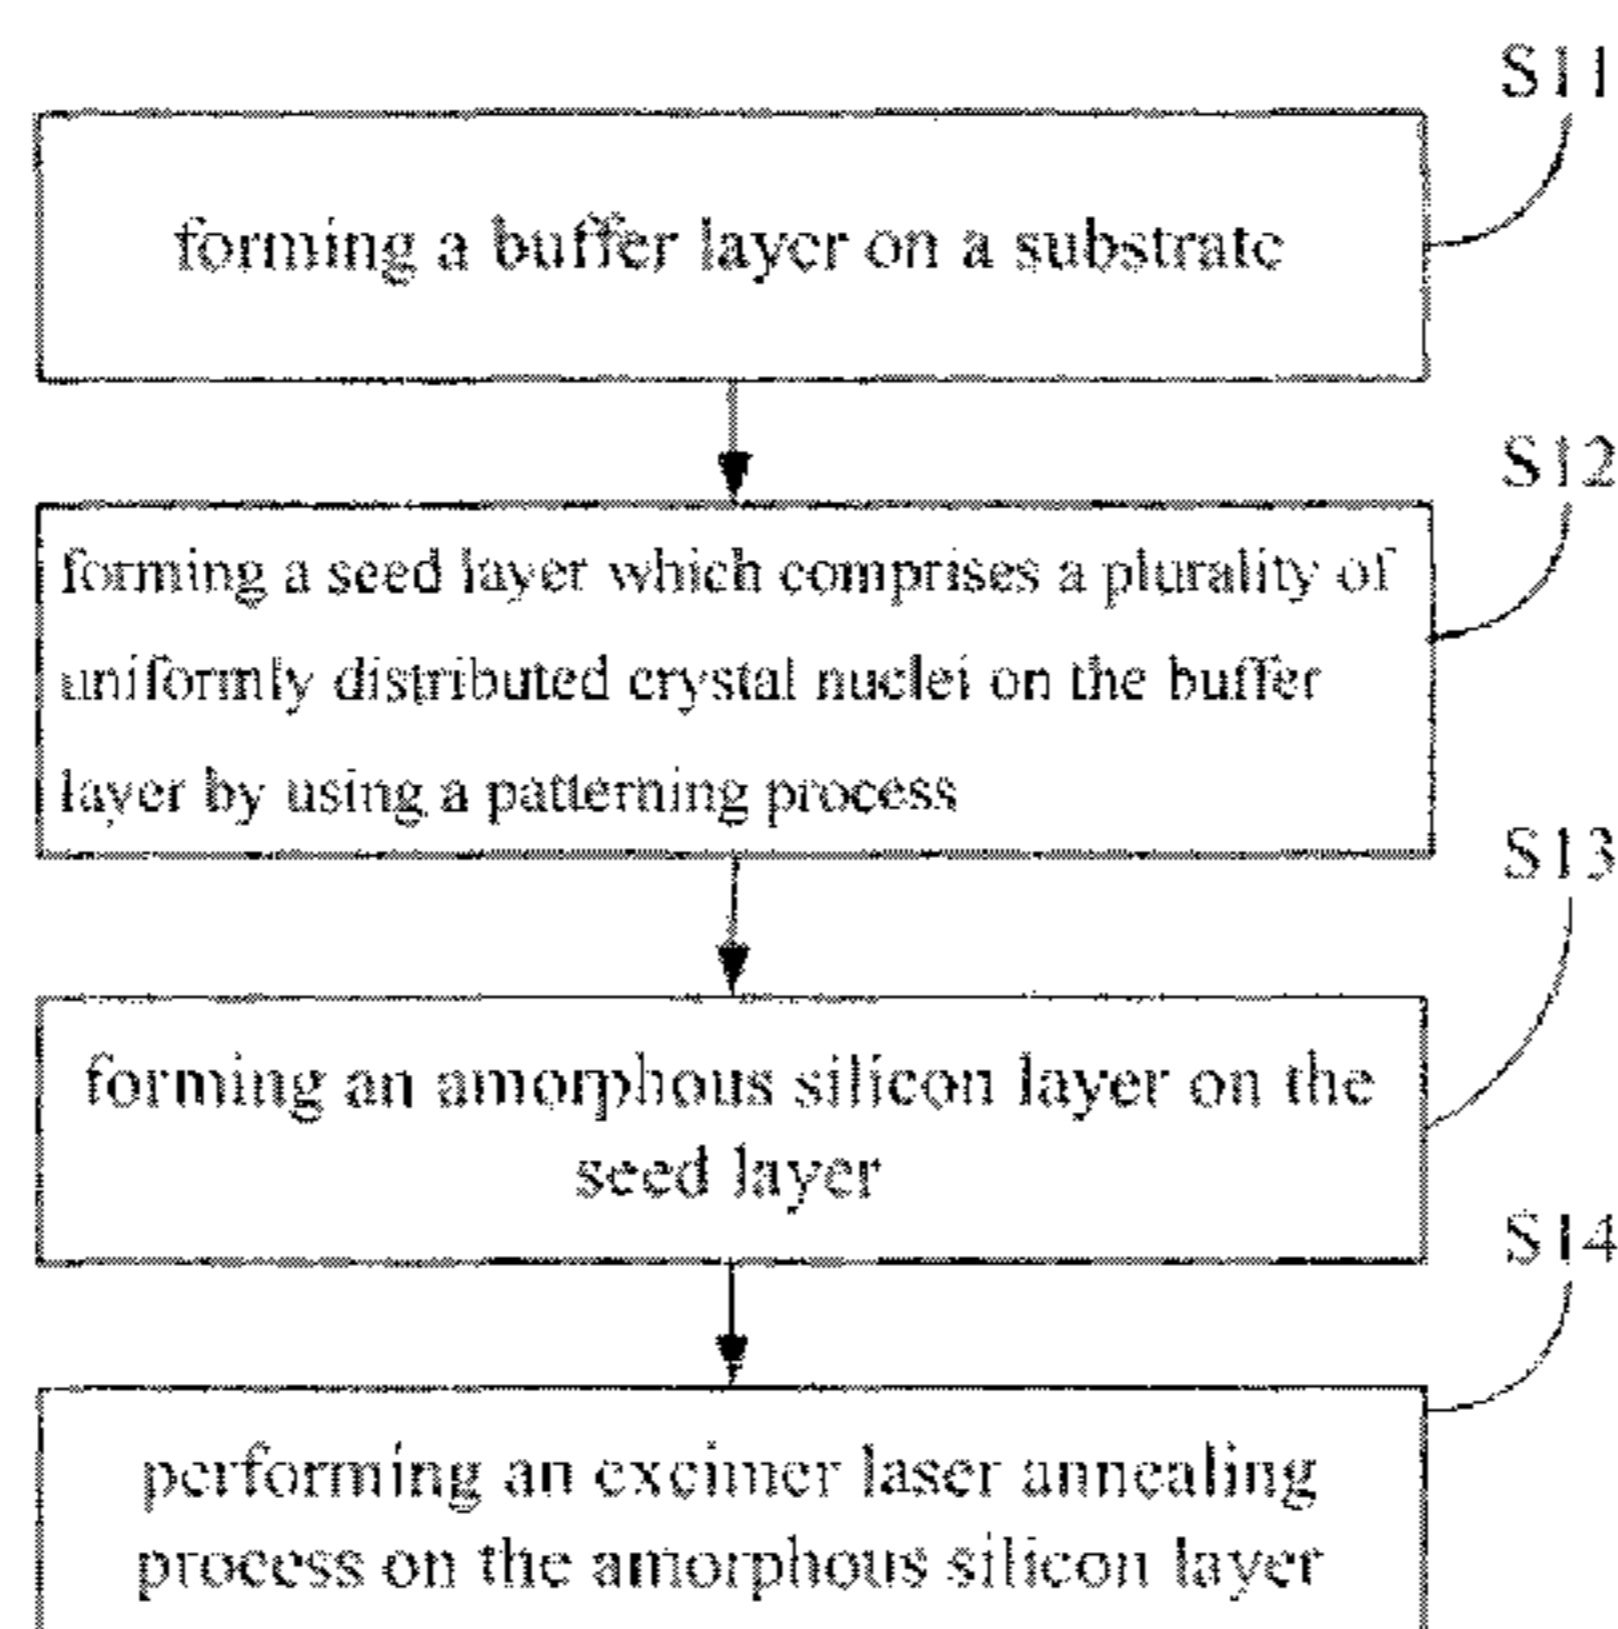 S11
forming a buffer layer on a substrate
S12
forming a seed layer which comprises a plurality of
uniformly distributed crystal nuclei on the buffer
layer by using a patterning process
S13
forming an amorphous silicon layer on the
seed layer
S14
performing an excimer laser annealing
process on the amorphous silicon layer